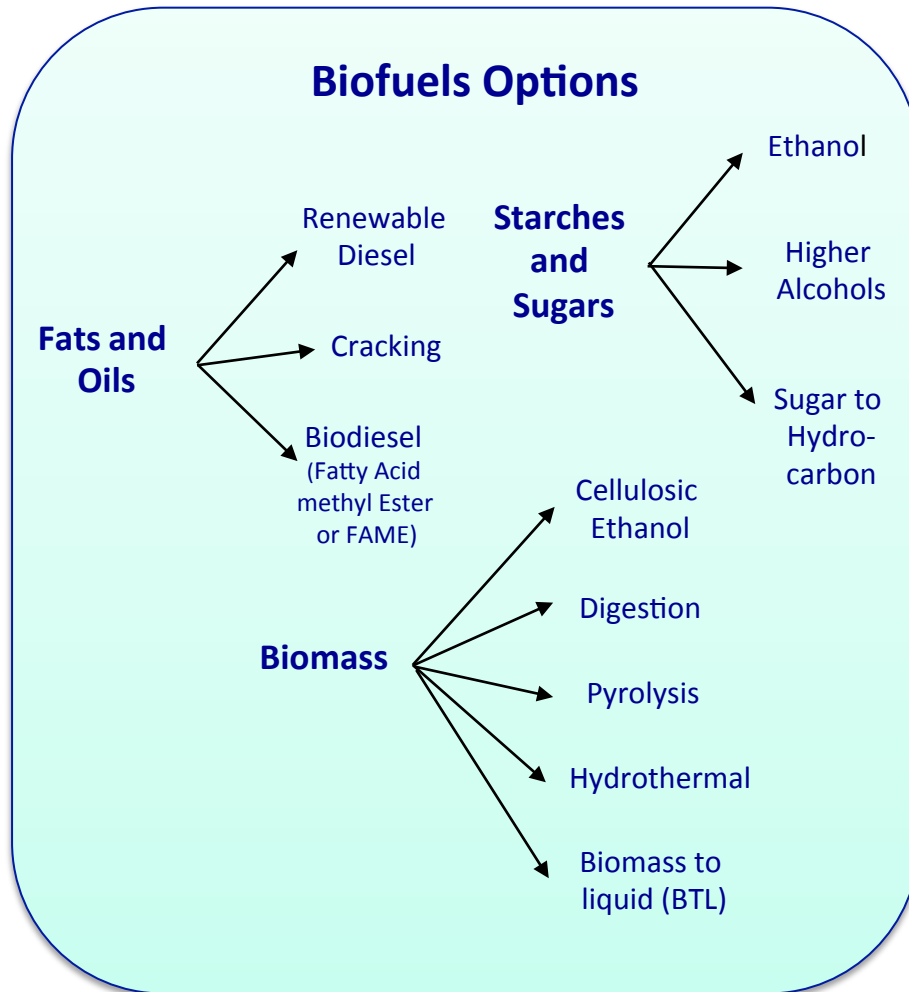 Biofuels Options
Fats and
Oils
Renewable
Diesel
Cracking
Biodiesel
(Fatty Acid
methyl Ester
or FAME)
Starches
and
Sugars
Ethanol
Higher
Alcohols
Sugar to
Hydro-
carbon
Biomass
Cellulosic
Ethanol
Digestion
Pyrolysis
Hydrothermal
Biomass to
liquid (BTL)